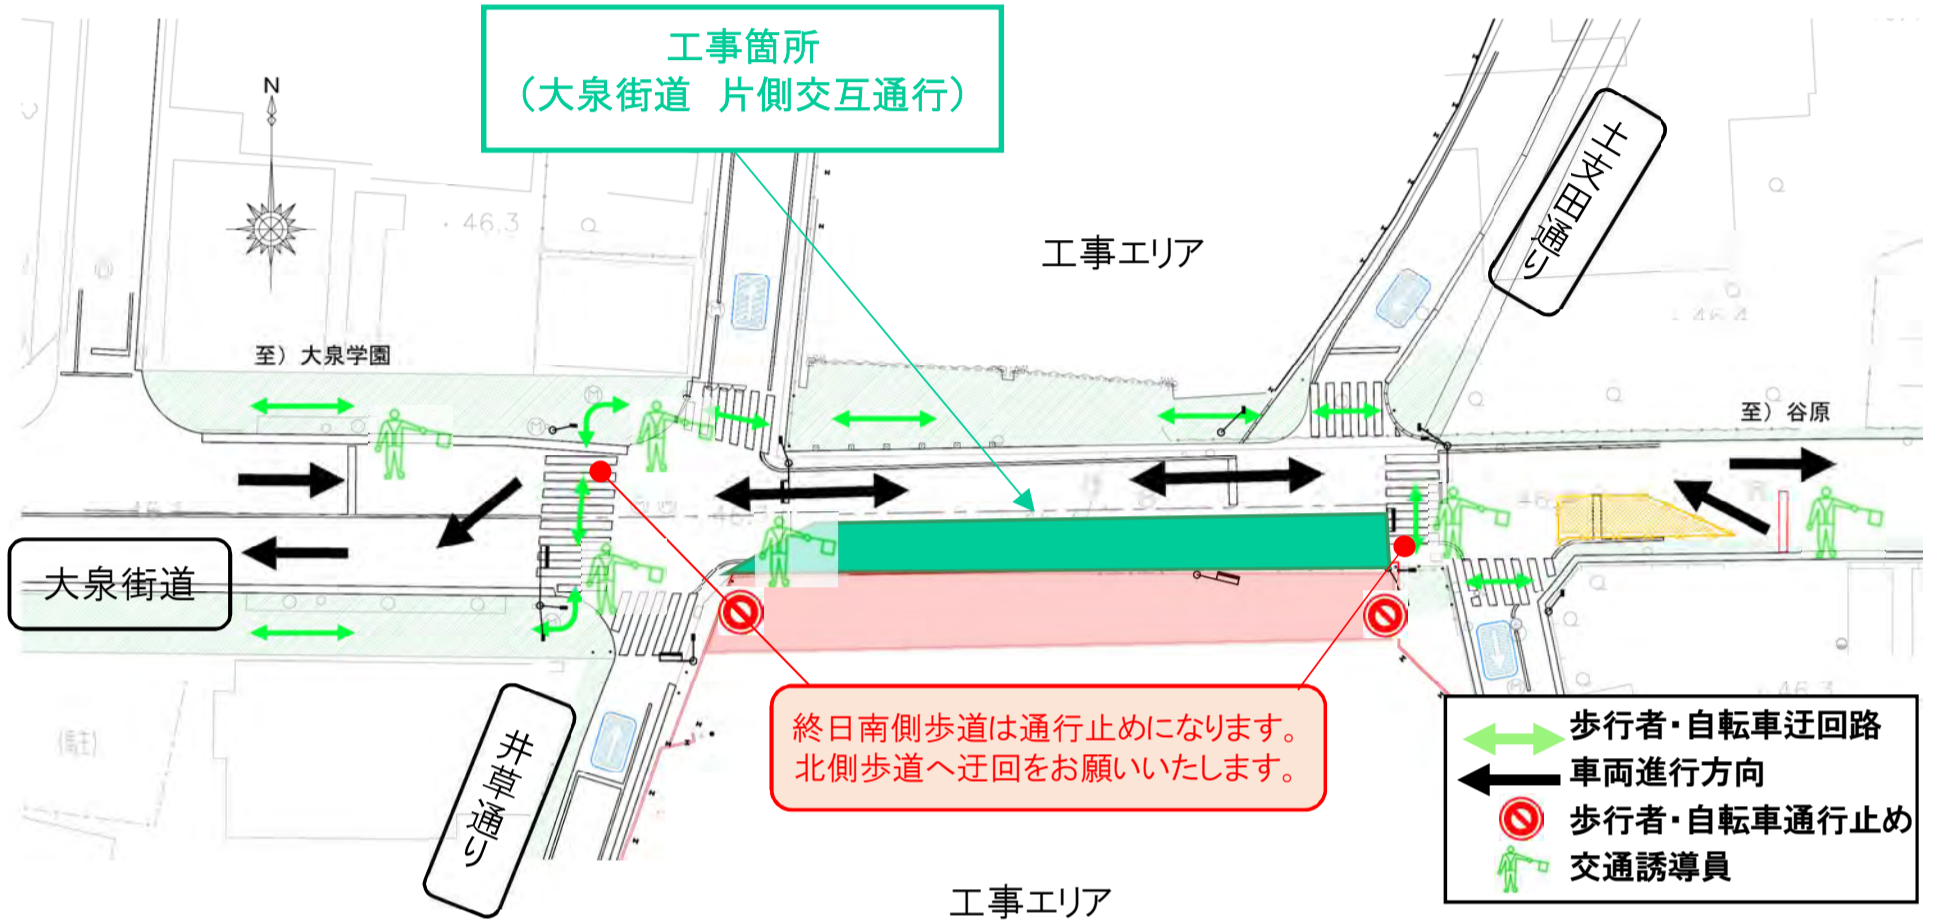 工事箇所
(大泉街道 片側交互通行)
N
土支田通り
46.3
工事エリア
46.4
至) 大泉学園
至) 谷原
大泉街道
終日南側歩道は通行止めになります。
北側歩道へ迂回をお願いいたします。
井草通り
46.3
歩行者・自転車迂回路
車両進行方向
歩行者・自転車通行止め
交通誘導員
工事エリア